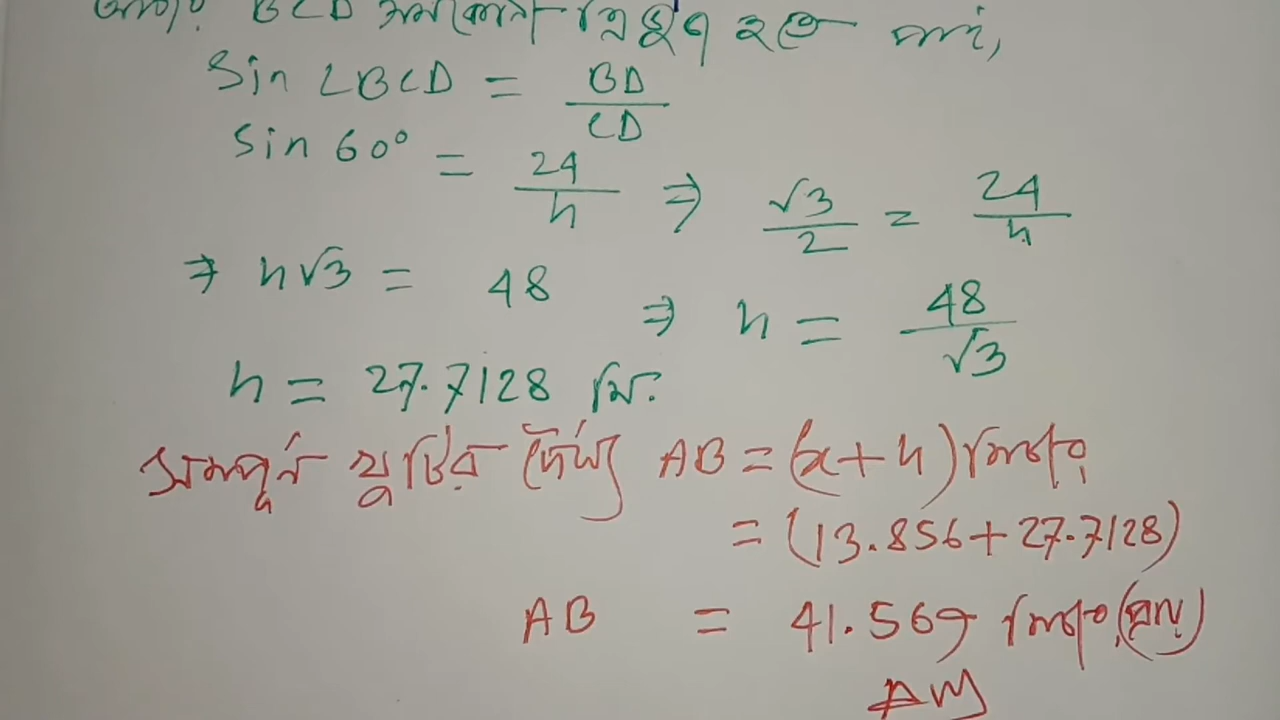 BCD সমকোণী ত্রিভুজ হতে পাই,
Sin ∠BCD = BD/CD
Sin 60° = 24/h ⇒ √3/2 = 24/h
⇒ h√3 = 48 ⇒ h = 48/√3
h = 27.7128 মি:
সম্পূর্ন খুটির দৈর্ঘ্য AB = (x+h) মিটার
= (13.856+27.7128)
AB = 41.569 মিটার (প্রায়)
Ans